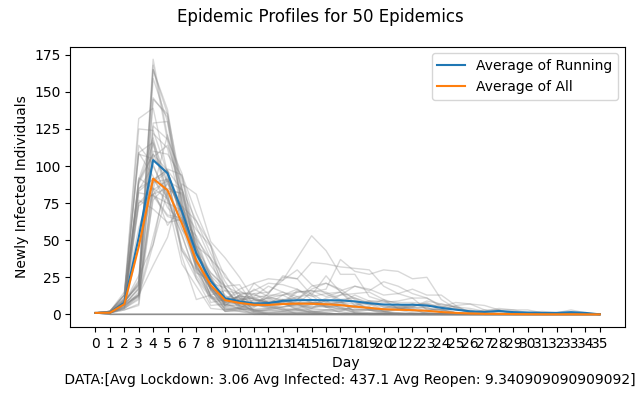 Epidemic Profiles for 50 Epidemics
175
150
125
100
75
50
25
0
Newly Infected Individuals
Average of Running
Average of All
0 1 2 3 4 5 6 7 8 9 10 11 12 13 14 15 16 17 18 19 20 21 22 23 24 25 26 27 28 29 30 31 32 33 34 35
Day
DATA:[Avg Lockdown: 3.06 Avg Infected: 437.1 Avg Reopen: 9.340909090909092]